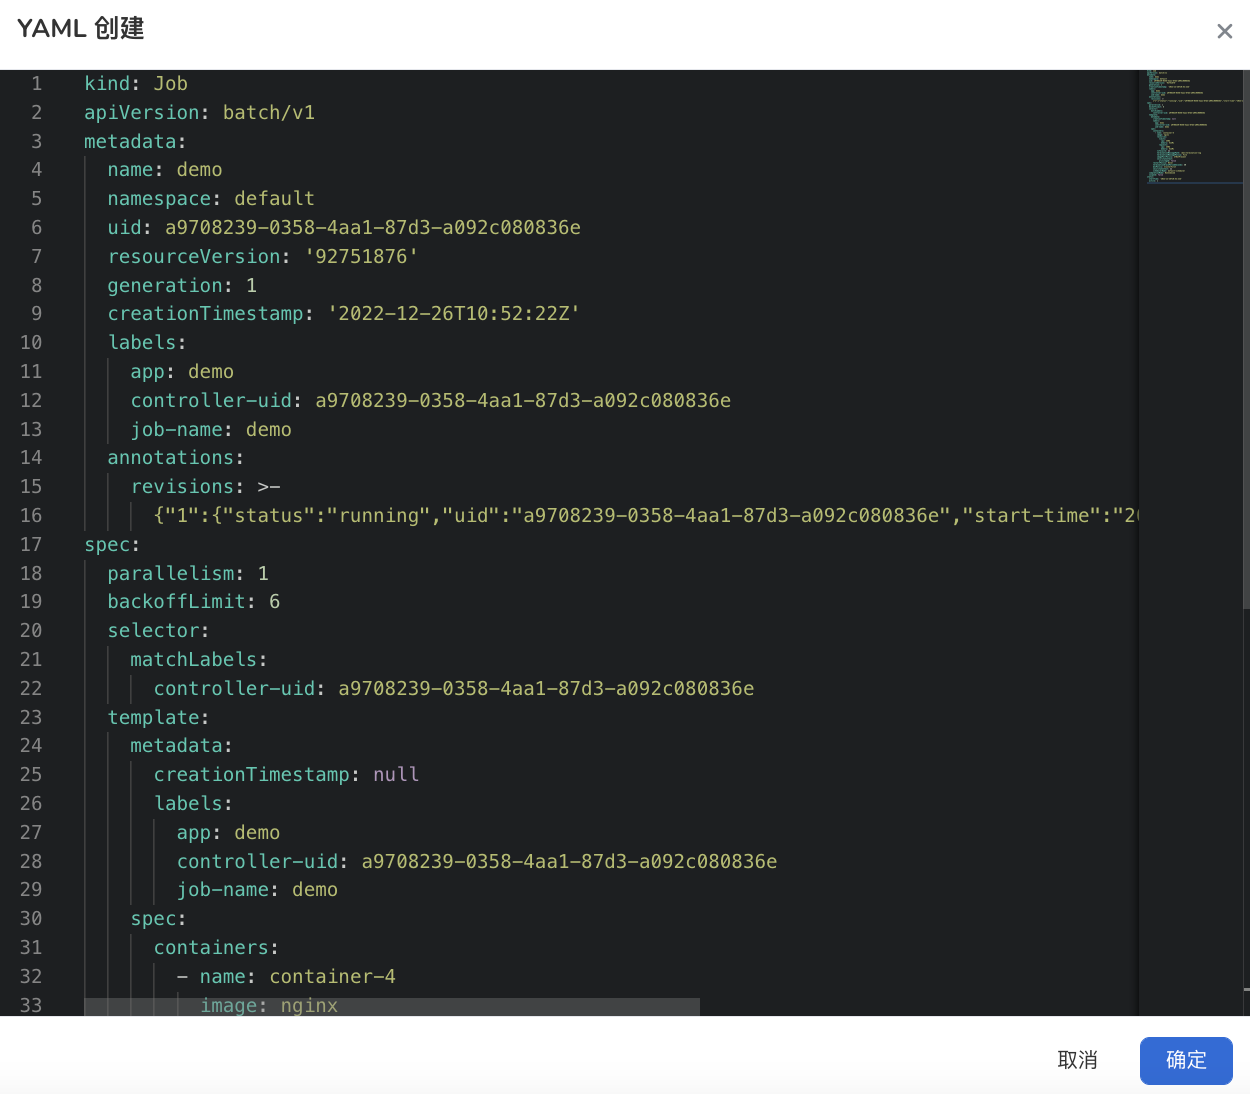 YAML 创建
1 kind: Job
2 apiVersion: batch/v1
3 metadata:
4 name: demo
5 namespace: default
6 uid: a9708239-0358-4aa1-87d3-a092c080836e
7 resourceVersion: '92751876'
8 generation: 1
9 creationTimestamp: '2022-12-26T10:52:22Z'
10 labels:
11 app: demo
12 controller-uid: a9708239-0358-4aa1-87d3-a092c080836e
13 job-name: demo
14 annotations:
15 revisions: >-
16 {"1":{"status":"running","uid":"a9708239-0358-4aa1-87d3-a092c080836e","start-time":"20
17 spec:
18 parallelism: 1
19 backoffLimit: 6
20 selector:
21 matchLabels:
22 controller-uid: a9708239-0358-4aa1-87d3-a092c080836e
23 template:
24 metadata:
25 creationTimestamp: null
26 labels:
27 app: demo
28 controller-uid: a9708239-0358-4aa1-87d3-a092c080836e
29 job-name: demo
30 spec:
31 containers:
32 - name: container-4
33 image: nginx
取消 确定